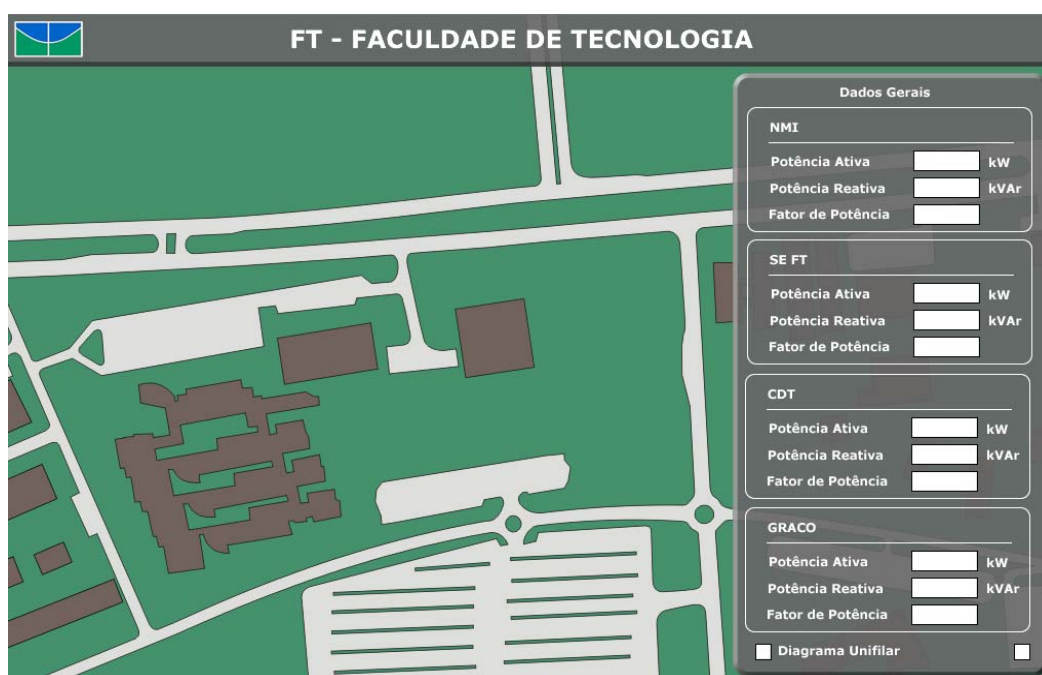 FT - FACULDADE DE TECNOLOGIA
Dados Gerais
NMI
Potência Ativa kW
Potência Reativa kVAr
Fator de Potência
SE FT
Potência Ativa kW
Potência Reativa kVAr
Fator de Potência
CDT
Potência Ativa kW
Potência Reativa kVAr
Fator de Potência
GRACO
Potência Ativa kW
Potência Reativa kVAr
Fator de Potência
Diagrama Unifilar